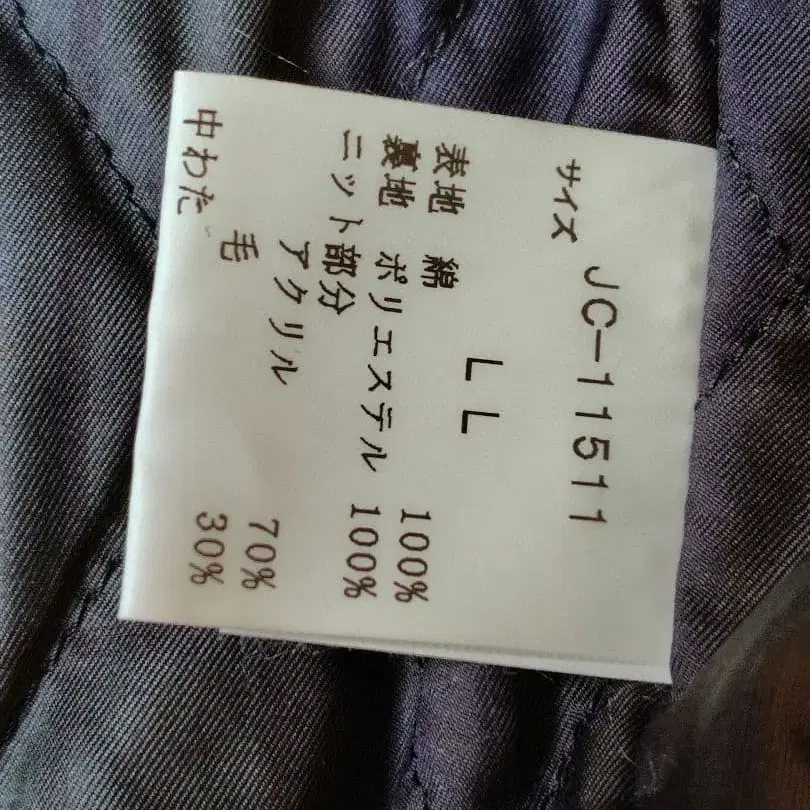 JC-11511
サイズ
LL
表地 綿 100%
裏地 ポリエステル 100%
ニット部分
アクリル 70%
毛 30%
中わた